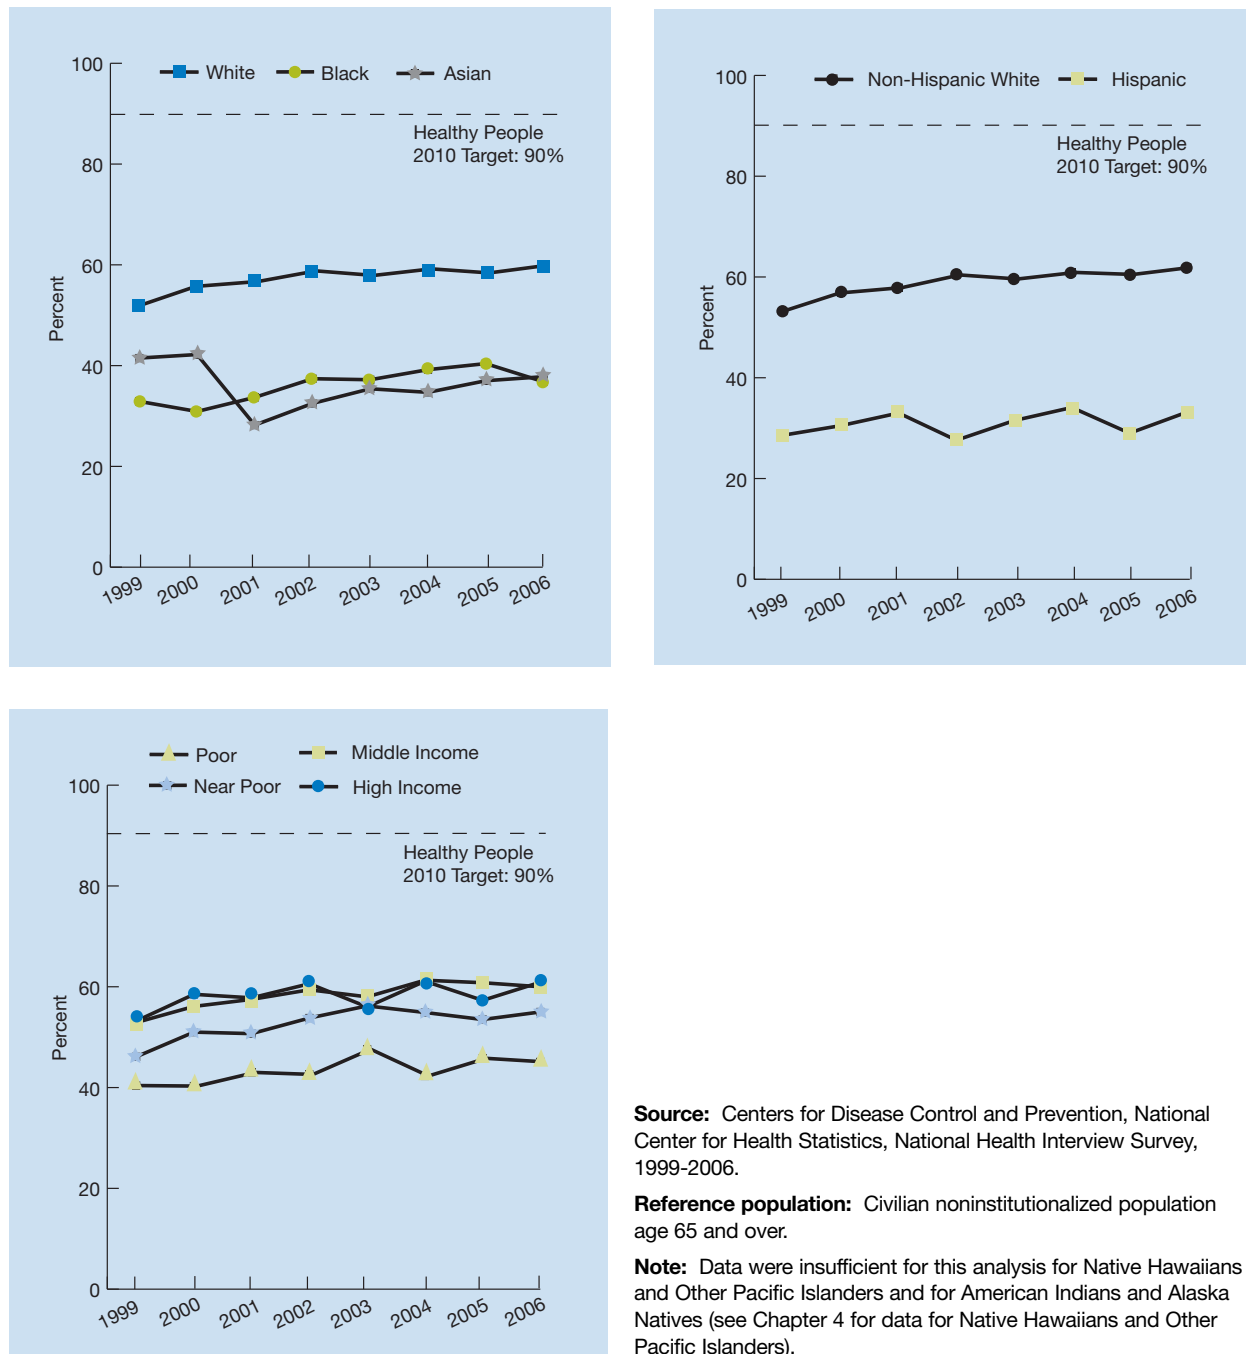 White Black Asian
100
80
60
40
20
0
Percent
Healthy People
2010 Target: 90%
1999 2000 2001 2002 2003 2004 2005 2006
Non-Hispanic White Hispanic
100
80
60
40
20
0
Percent
Healthy People
2010 Target: 90%
1999 2000 2001 2002 2003 2004 2005 2006
Poor Middle Income
Near Poor High Income
100
80
60
40
20
0
Percent
Healthy People
2010 Target: 90%
1999 2000 2001 2002 2003 2004 2005 2006
Source: Centers for Disease Control and Prevention, National
Center for Health Statistics, National Health Interview Survey,
1999-2006.
Reference population: Civilian noninstitutionalized population
age 65 and over.
Note: Data were insufficient for this analysis for Native Hawaiians
and Other Pacific Islanders and for American Indians and Alaska
Natives (see Chapter 4 for data for Native Hawaiians and Other
Pacific Islanders).